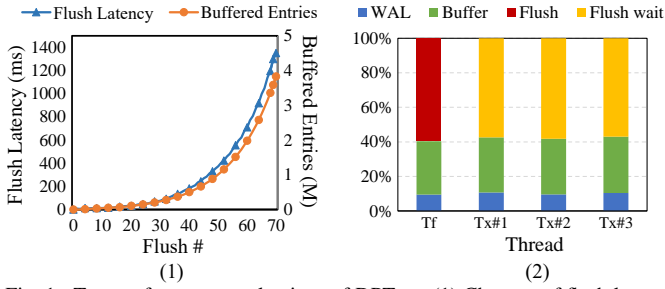 Flush Latency Buffered Entries
1400
1200
1000
800
600
400
200
0
Flush Latency (ms)
5
4
3
2
1
0
Buffered Entries (M)
0 10 20 30 40 50 60 70
Flush #
(1)
WAL Buffer Flush Flush wait
100%
80%
60%
40%
20%
0%
Tf Tx#1 Tx#2 Tx#3
Thread
(2)